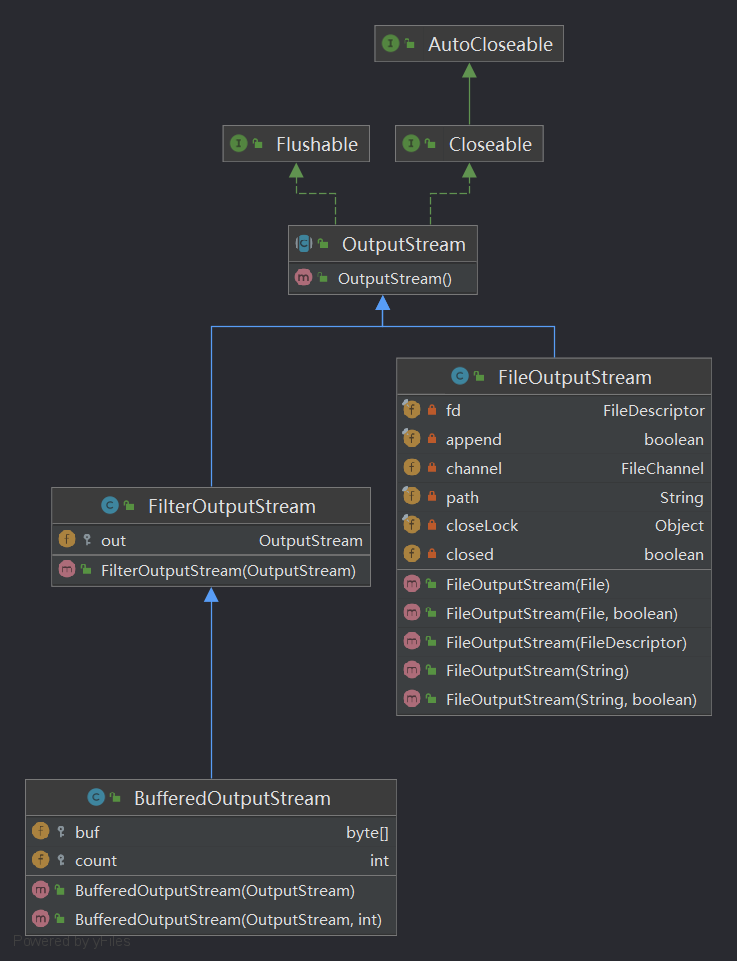 AutoCloseable
Flushable
Closeable
OutputStream
OutputStream()
FileOutputStream
fd FileDescriptor
append boolean
channel FileChannel
path String
closeLock Object
closed boolean
FileOutputStream(File)
FileOutputStream(File, boolean)
FileOutputStream(FileDescriptor)
FileOutputStream(String)
FileOutputStream(String, boolean)
FilterOutputStream
out OutputStream
FilterOutputStream(OutputStream)
BufferedOutputStream
buf byte[]
count int
BufferedOutputStream(OutputStream)
BufferedOutputStream(OutputStream, int)
Powered by yFiles